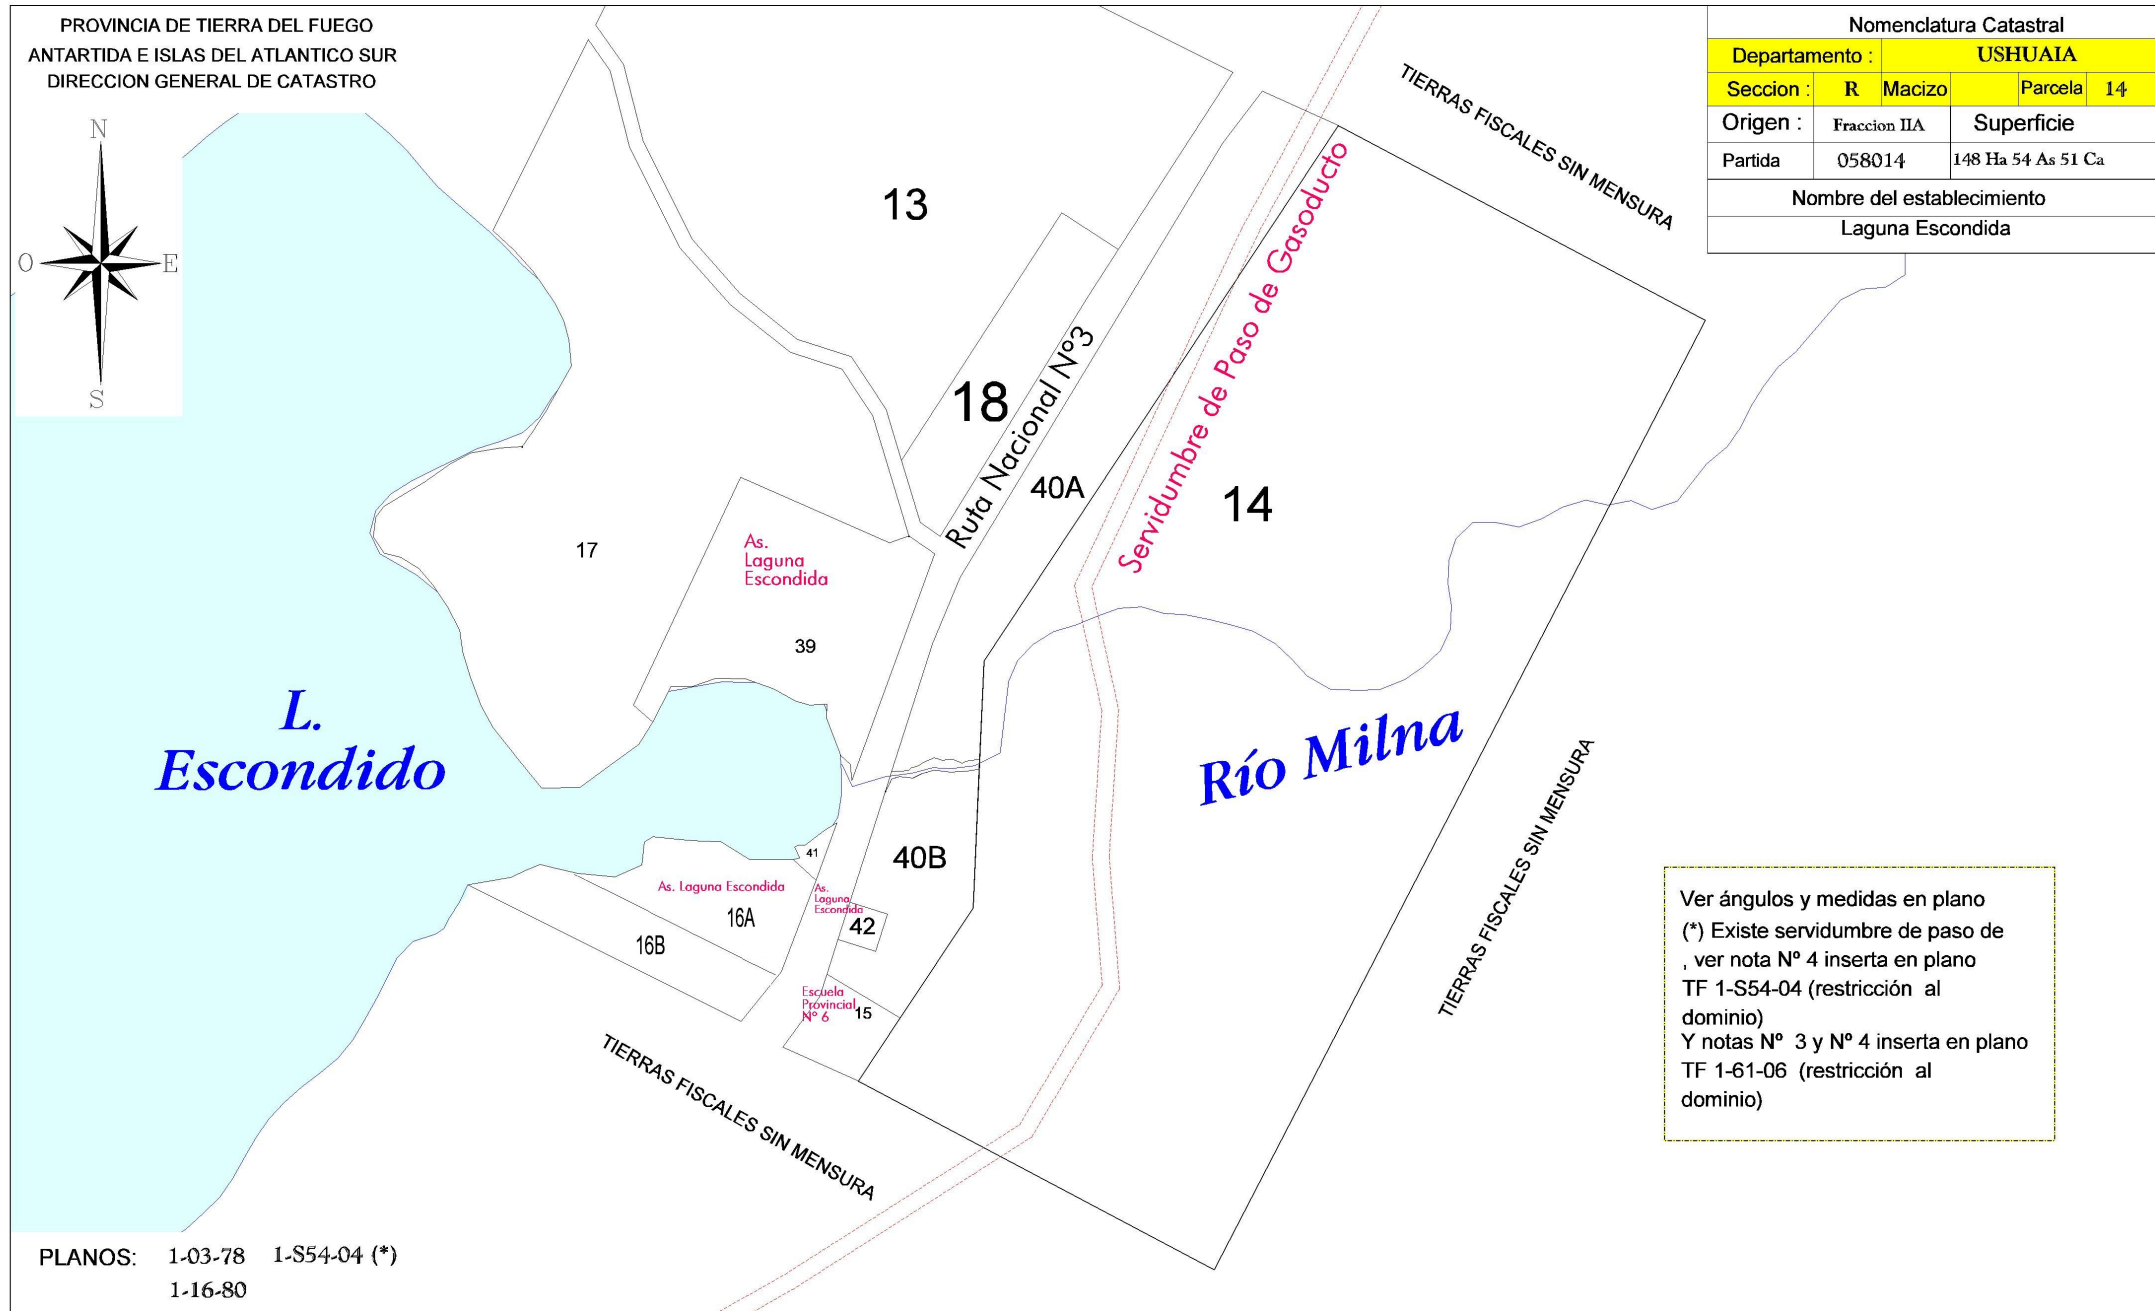 PROVINCIA DE TIERRA DEL FUEGO
ANTARTIDA E ISLAS DEL ATLANTICO SUR
DIRECCION GENERAL DE CATASTRO
N
O
E
S
Nomenclatura Catastral
Departamento : USHUAIA
Seccion : R Macizo Parcela 14
Origen : Fraccion IIA Superficie
Partida 058014 148 Ha 54 As 51 Ca
Nombre del establecimiento
Laguna Escondida
TIERRAS FISCALES SIN MENSURA
13
18
Ruta Nacional Nº3
40A
Servidumbre de Paso de Gasoducto
14
17
As.
Laguna
Escondida
39
L.
Escondido
Río Milna
TIERRAS FISCALES SIN MENSURA
41
40B
As. Laguna Escondida
16A
16B
As.
Laguna
Escondida
42
Escuela
Provincial
Nº 6
15
TIERRAS FISCALES SIN MENSURA
Ver ángulos y medidas en plano
(*) Existe servidumbre de paso de
, ver nota Nº 4 inserta en plano
TF 1-S54-04 (restricción al
dominio)
Y notas Nº 3 y Nº 4 inserta en plano
TF 1-61-06 (restricción al
dominio)
PLANOS: 1-03-78 1-S54-04 (*)
1-16-80